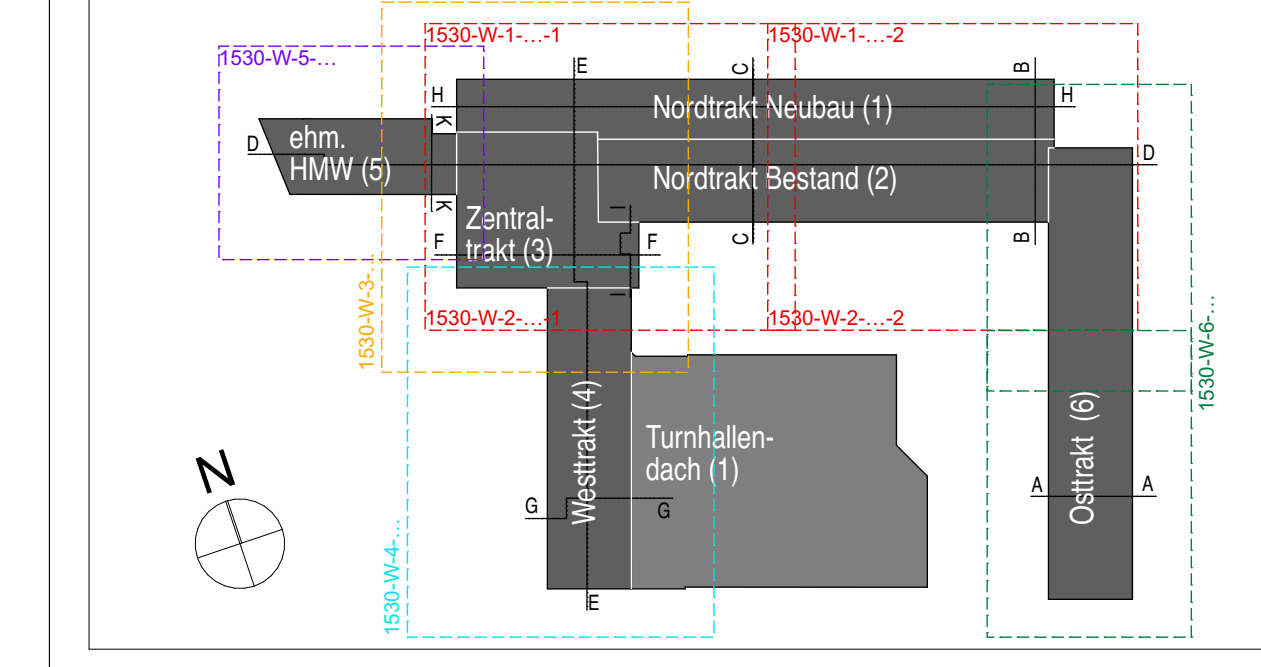 1530-W-1-...-1
1530-W-1-...-2
1530-W-5-...
E
C
B
H
Nordtrakt Neubau (1)
H
K
ehm.
HMW (5)
D
D
Nordtrakt Bestand (2)
K
Zentral-
trakt (3)
I
F
F
C
B
I
1530-W-3-...
1530-W-2-...-1
1530-W-2-...-2
1530-W-6-...
Westtrakt (4)
Turnhallen-
dach (1)
Osttrakt (6)
N
G
G
A
A
1530-W-4-...
E